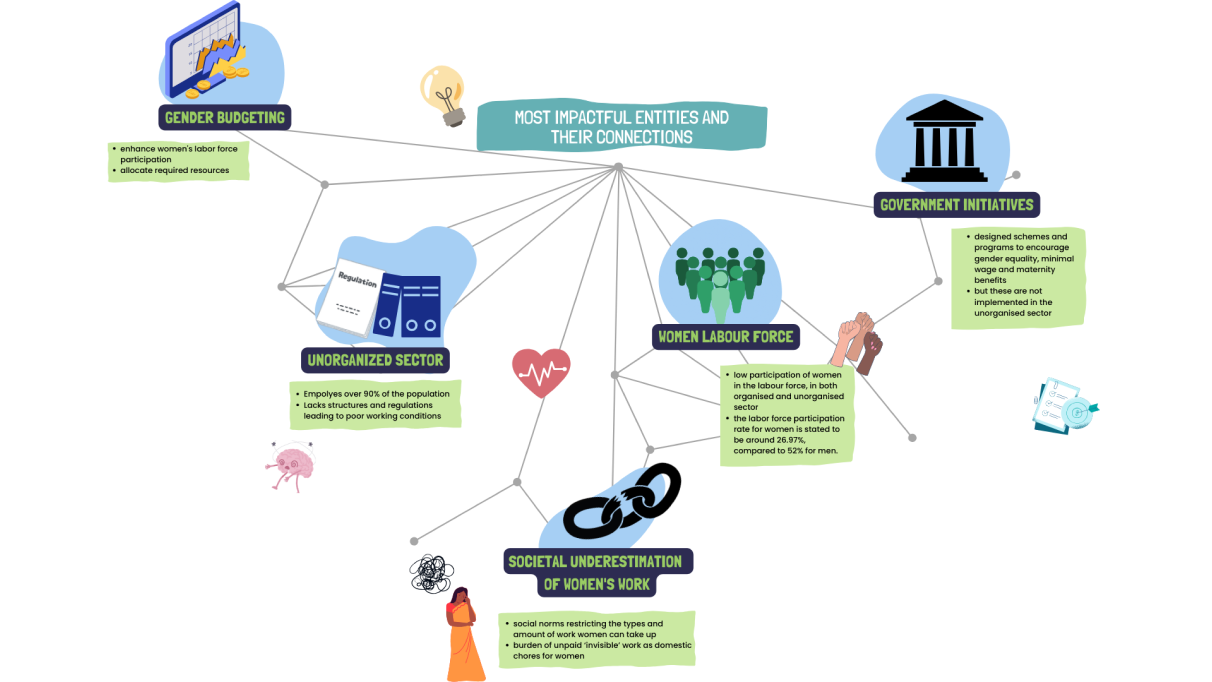 MOST IMPACTFUL ENTITIES AND
THEIR CONNECTIONS
GENDER BUDGETING
• enhance women's labor force
participation
• allocate required resources
GOVERNMENT INITIATIVES
• designed schemes and
programs to encourage
gender equality, minimal
wage and maternity
benefits
• but these are not
implemented in the
unorganised sector
Regulation
UNORGANIZED SECTOR
• Empolyes over 90% of the population
• Lacks structures and regulations
leading to poor working conditions
WOMEN LABOUR FORCE
• low participation of women
in the labour force, in both
organised and unorganised
sector
• the labor force participation
rate for women is stated to
be around 26.97%,
compared to 52% for men.
SOCIETAL UNDERESTIMATION
OF WOMEN'S WORK
• social norms restricting the types and
amount of work women can take up
• burden of unpaid ‘invisible’ work as domestic
chores for women